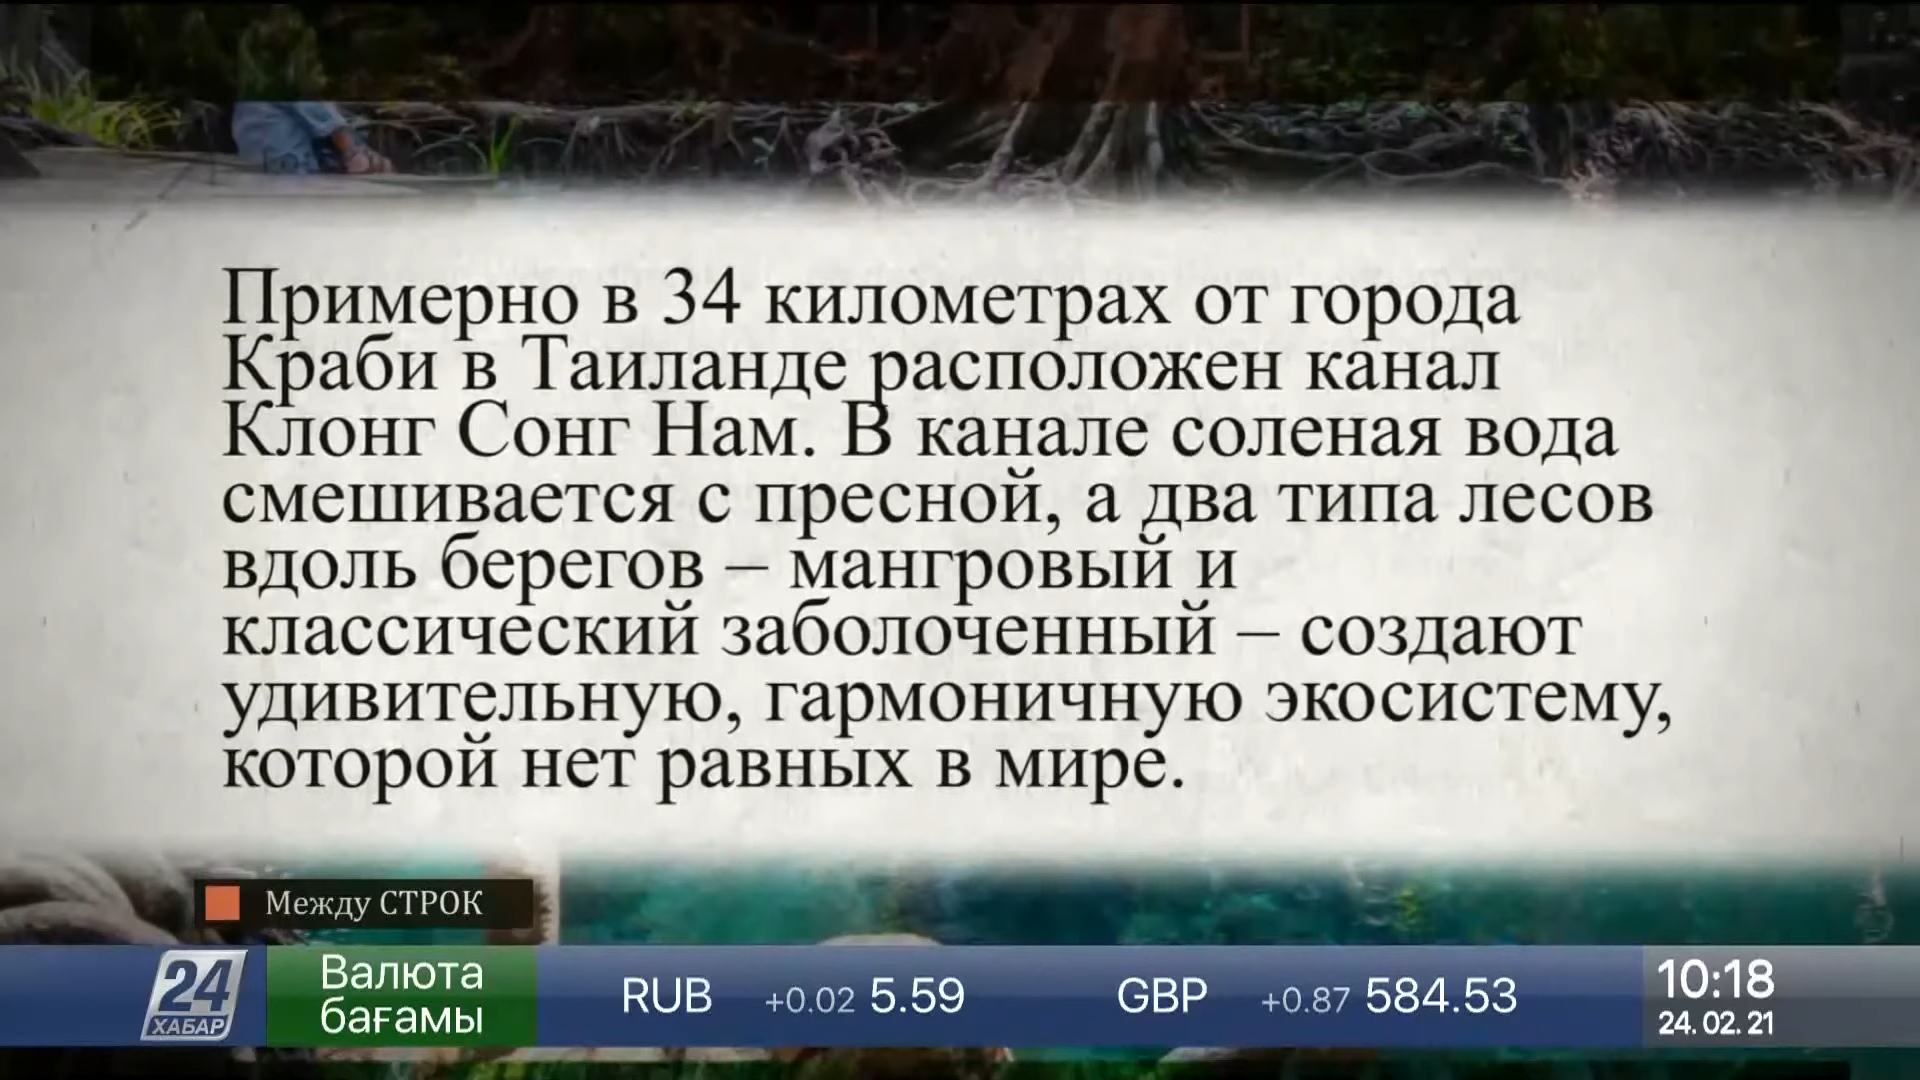 Примерно в 34 километрах от города
Краби в Таиланде расположен канал
Клонг Сонг Нам. В канале соленая вода
смешивается с пресной, а два типа лесов
вдоль берегов – мангровый и
классический заболоченный – создают
удивительную, гармоничную экосистему,
которой нет равных в мире.
Между СТРОК
24
ХАБАР
Валюта
бағамы
RUB +0.02 5.59 GBP +0.87 584.53
10:18
24. 02. 21